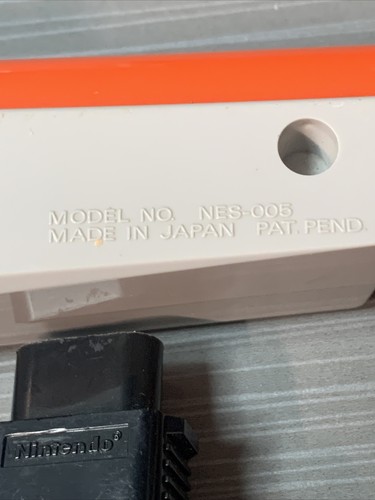 MODEL NO. NES-005
MADE IN JAPAN PAT. PEND.
Nintendo®